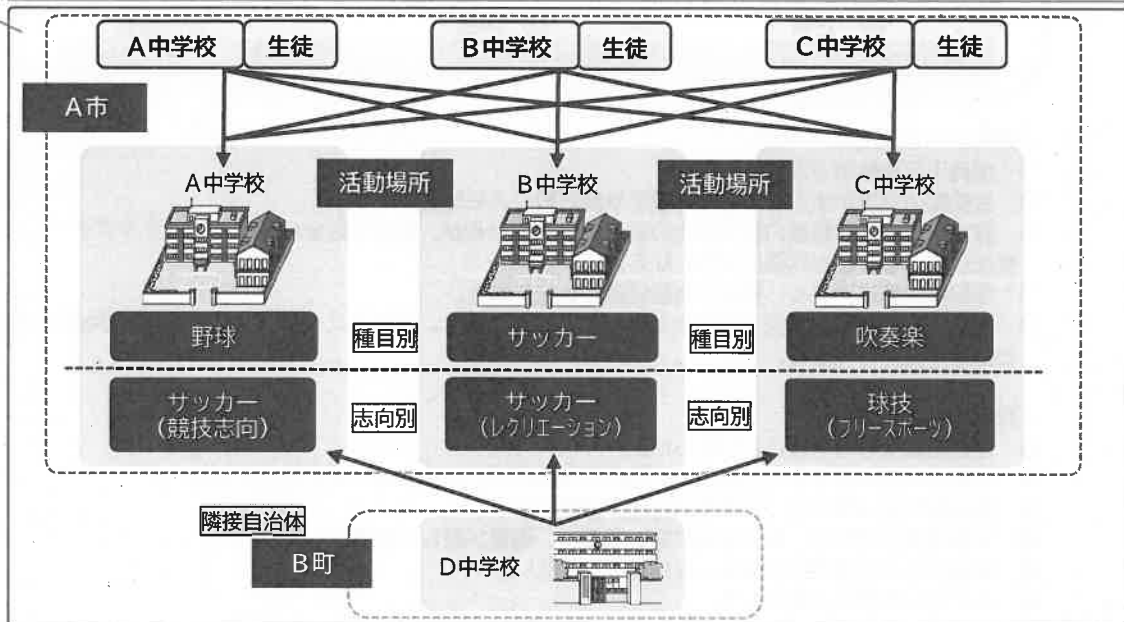 A中学校 生徒 B中学校 生徒 C中学校 生徒
A市
A中学校 活動場所 B中学校 活動場所 C中学校
野球 種目別 サッカー 種目別 吹奏楽
サッカー
(競技志向)
志向別
サッカー
(レクリエーション)
志向別
球技
(フリースポーツ)
隣接自治体
B町
D中学校